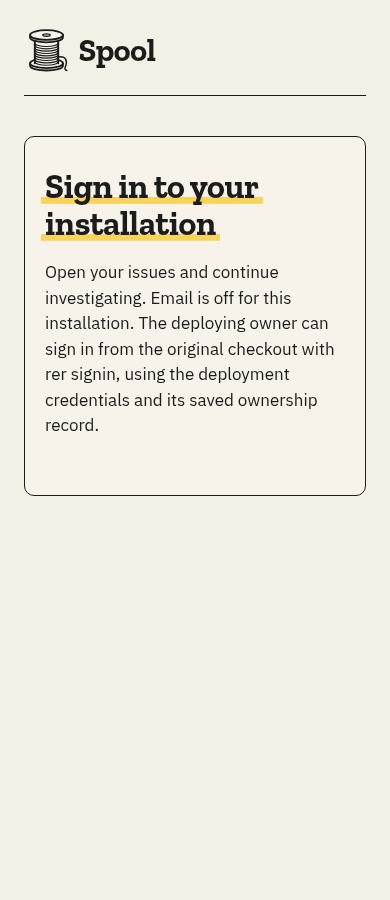 Spool
Sign in to your
installation
Open your issues and continue
investigating. Email is off for this
installation. The deploying owner can
sign in from the original checkout with
rer signin, using the deployment
credentials and its saved ownership
record.